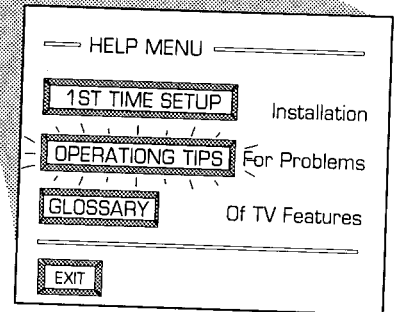 HELP MENU
1ST TIME SETUP Installation
OPERATIONG TIPS For Problems
GLOSSARY Of TV Features
EXIT